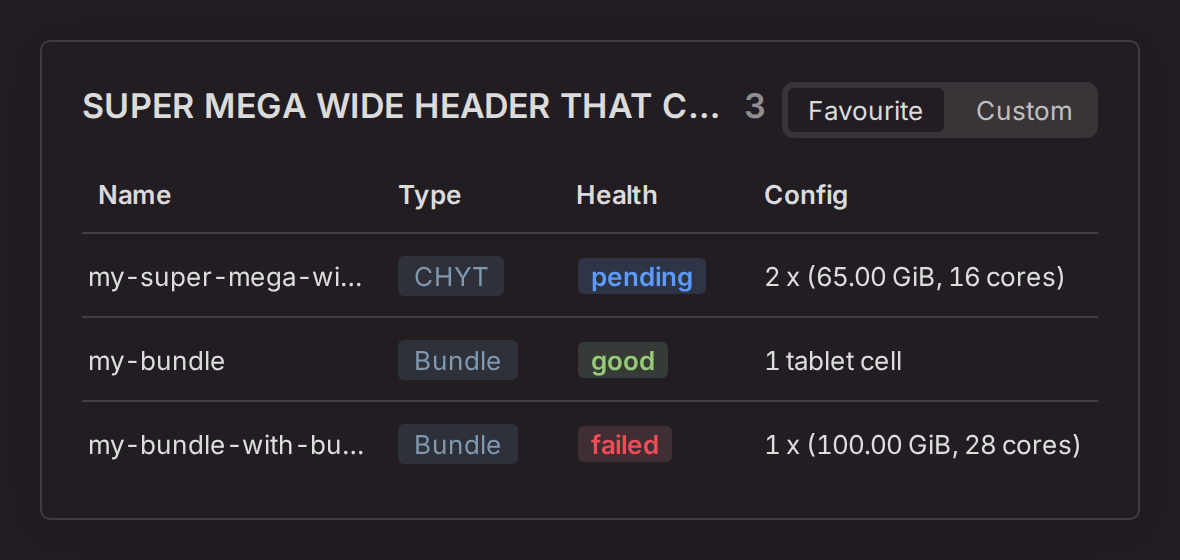 SUPER MEGA WIDE HEADER THAT C... 3 Favourite Custom
Name Type Health Config
my-super-mega-wi... CHYT pending 2 x (65.00 GiB, 16 cores)
my-bundle Bundle good 1 tablet cell
my-bundle-with-bu... Bundle failed 1 x (100.00 GiB, 28 cores)